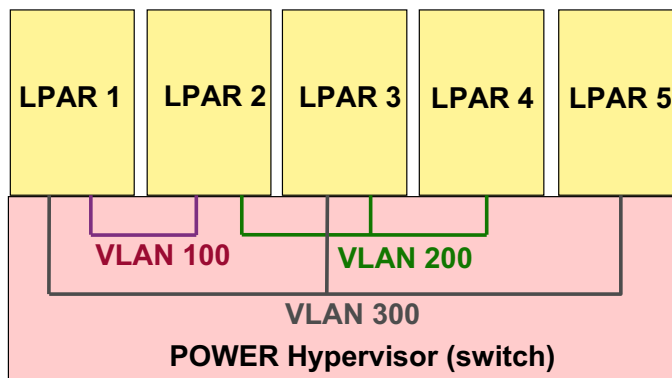 LPAR 1
LPAR 2
LPAR 3
LPAR 4
LPAR 5
VLAN 100
VLAN 200
VLAN 300
POWER Hypervisor (switch)